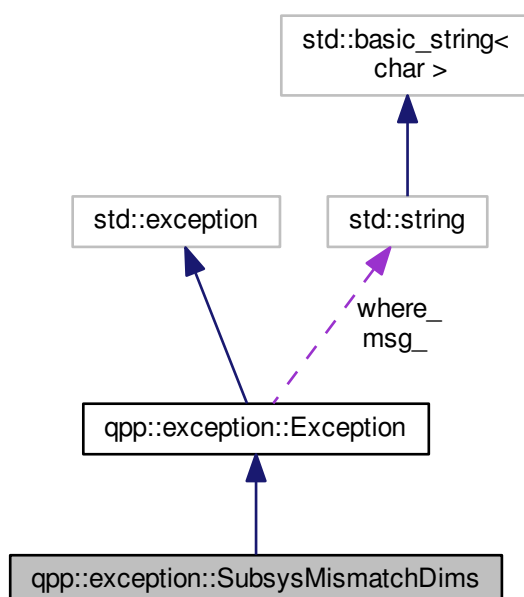 std::basic_string<
char >
std::exception
std::string
where_
msg_
qpp::exception::Exception
qpp::exception::SubsysMismatchDims